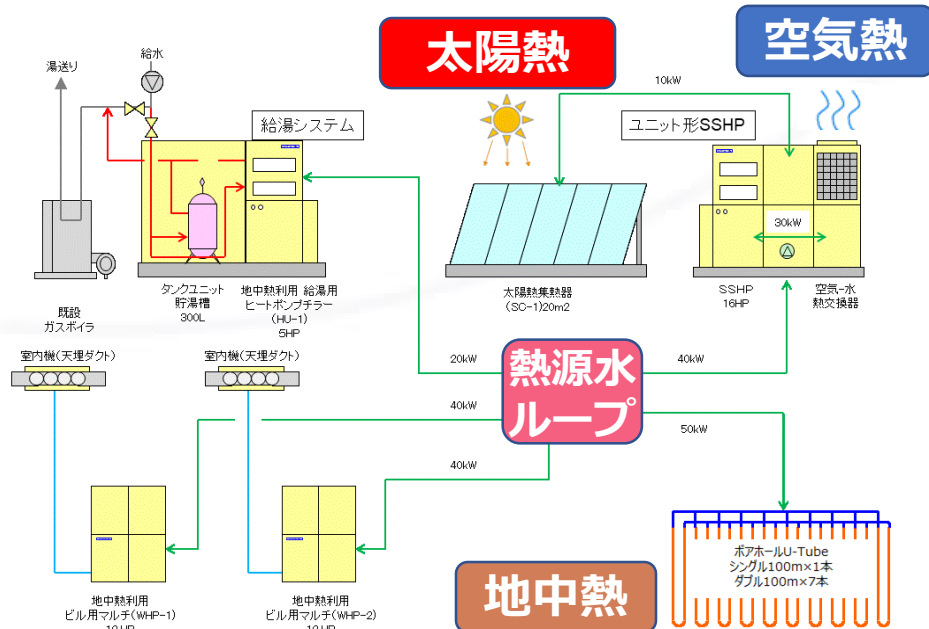 太陽熱
空気熱
給水
湯送り
10kW
給湯システム
ユニット形SSHP
30kW
タンクユニット
貯湯槽
300L
地中熱利用 給湯用
ヒートポンプチラー
(HU-1)
5HP
太陽熱集熱器
(SC-1)20m2
SSHP
16HP
空気-水
熱交換器
既設
ガスボイラ
室内機(天埋ダクト)
室内機(天埋ダクト)
20kW
熱源水
ループ
40kW
40kW
50kW
40kW
ボアホールU-Tube
シングル100m×1本
ダブル100m×7本
地中熱
地中熱利用
ビル用マルチ(WHP-1)
10HP
地中熱利用
ビル用マルチ(WHP-2)
10HP